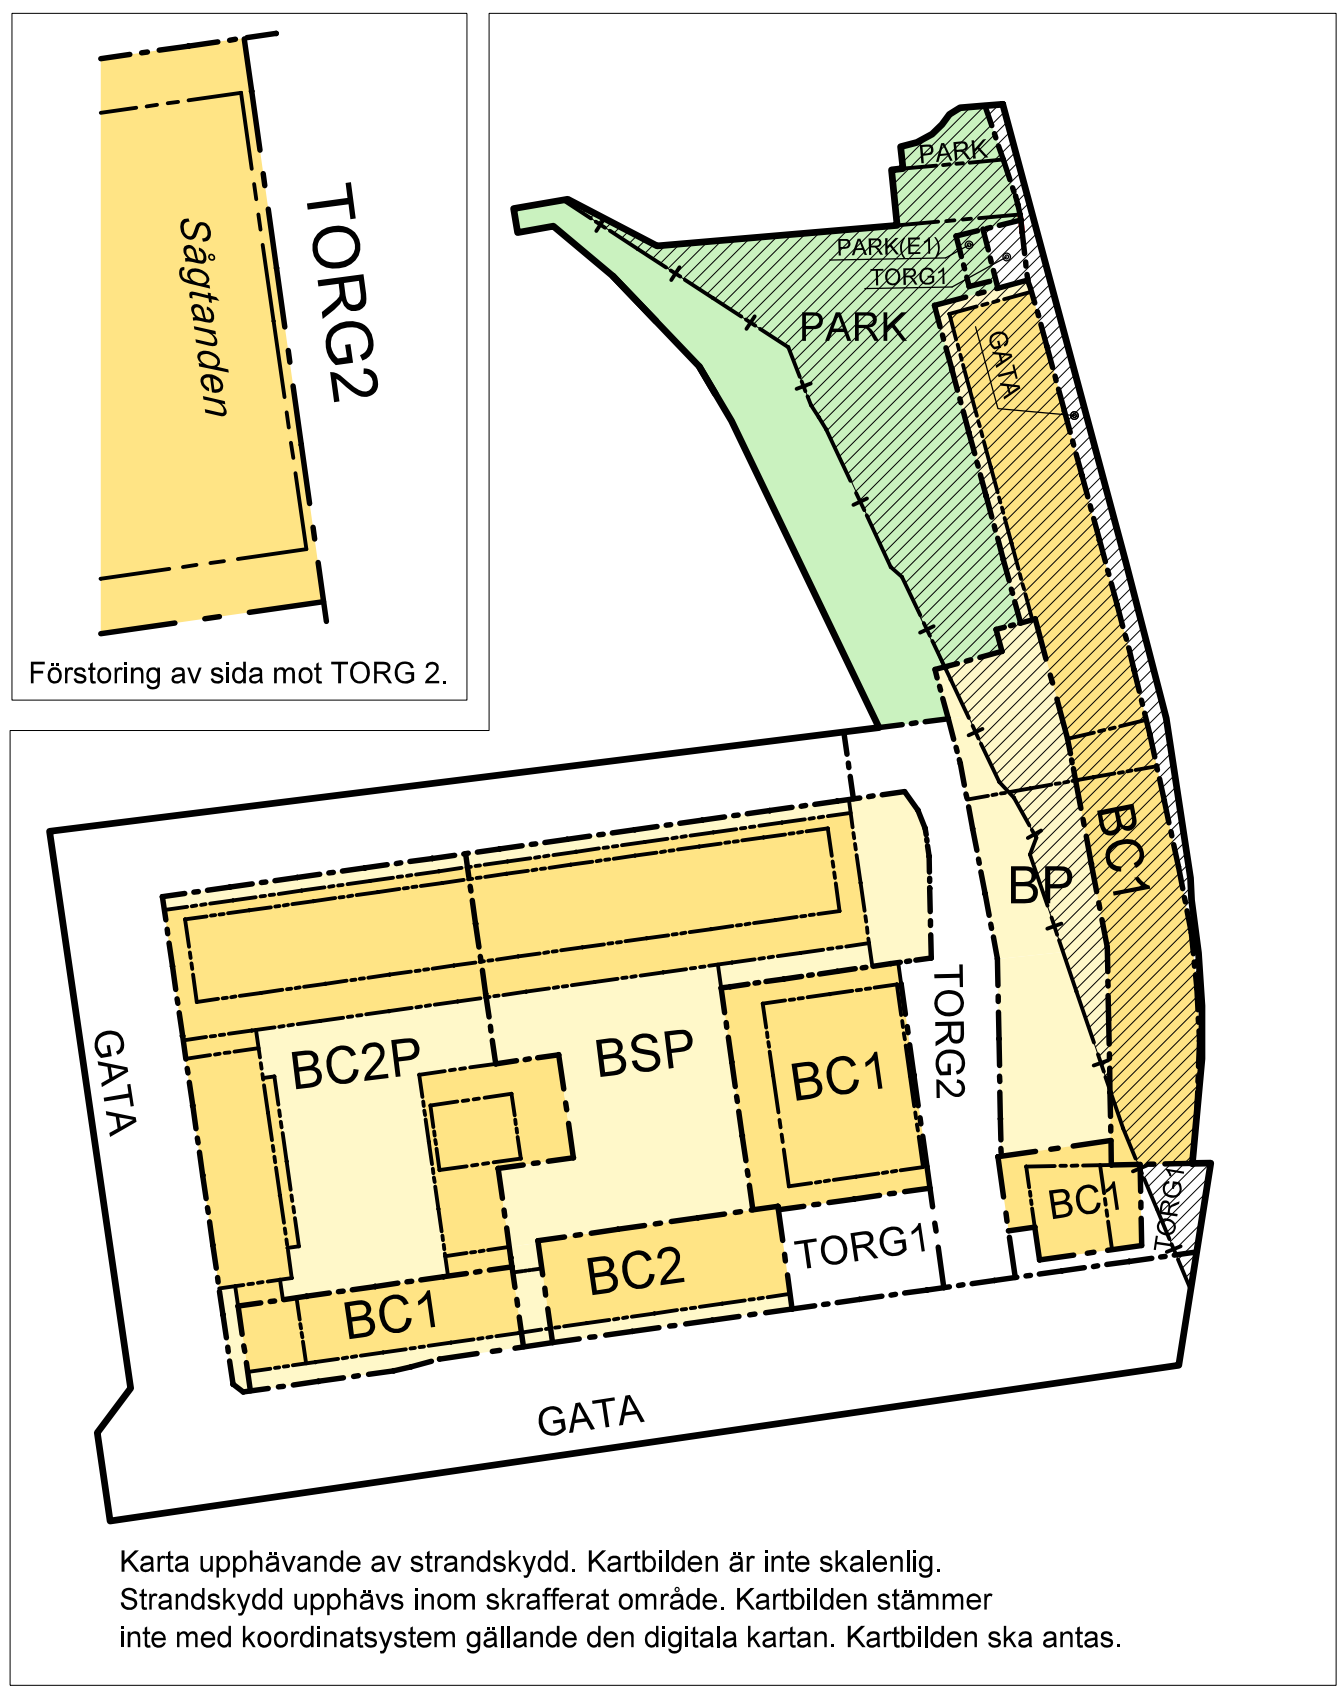 TORG2
Sågtanden
Förstoring av sida mot TORG 2.
PARK
PARK(E1)
TORG1
PARK
GATA
BC1
BP
TORG2
GATA
BC2P
BSP
BC1
BC1
TORG1
TORG1
BC2
BC1
GATA
Karta upphävande av strandskydd. Kartbilden är inte skalenlig.
Strandskydd upphävs inom skrafferat område. Kartbilden stämmer
inte med koordinatsystem gällande den digitala kartan. Kartbilden ska antas.